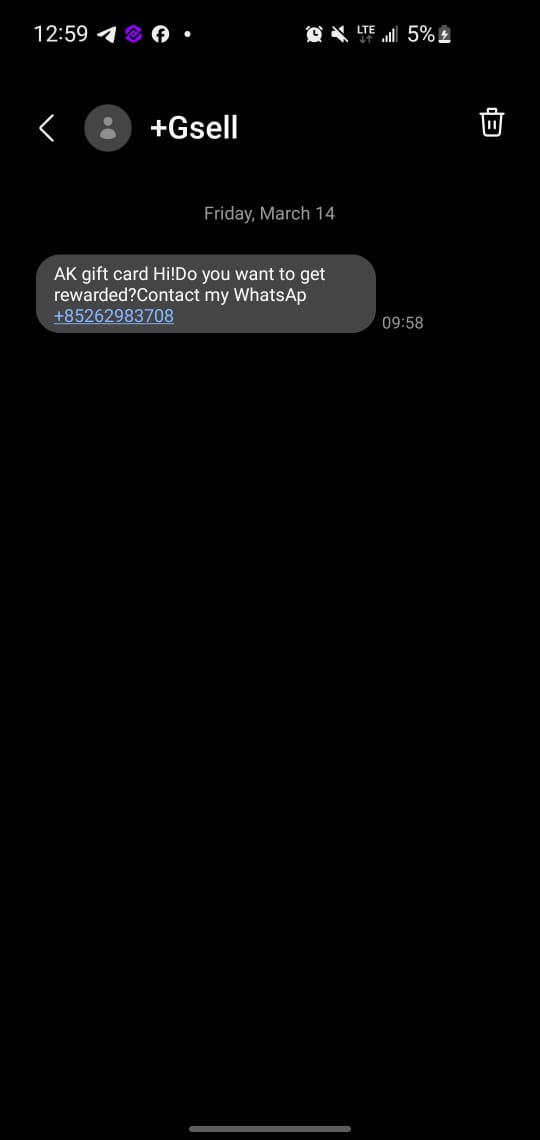 12:59
LTE
5%
+Gsell
Friday, March 14
AK gift card Hi!Do you want to get
rewarded?Contact my WhatsAp
+85262983708
09:58